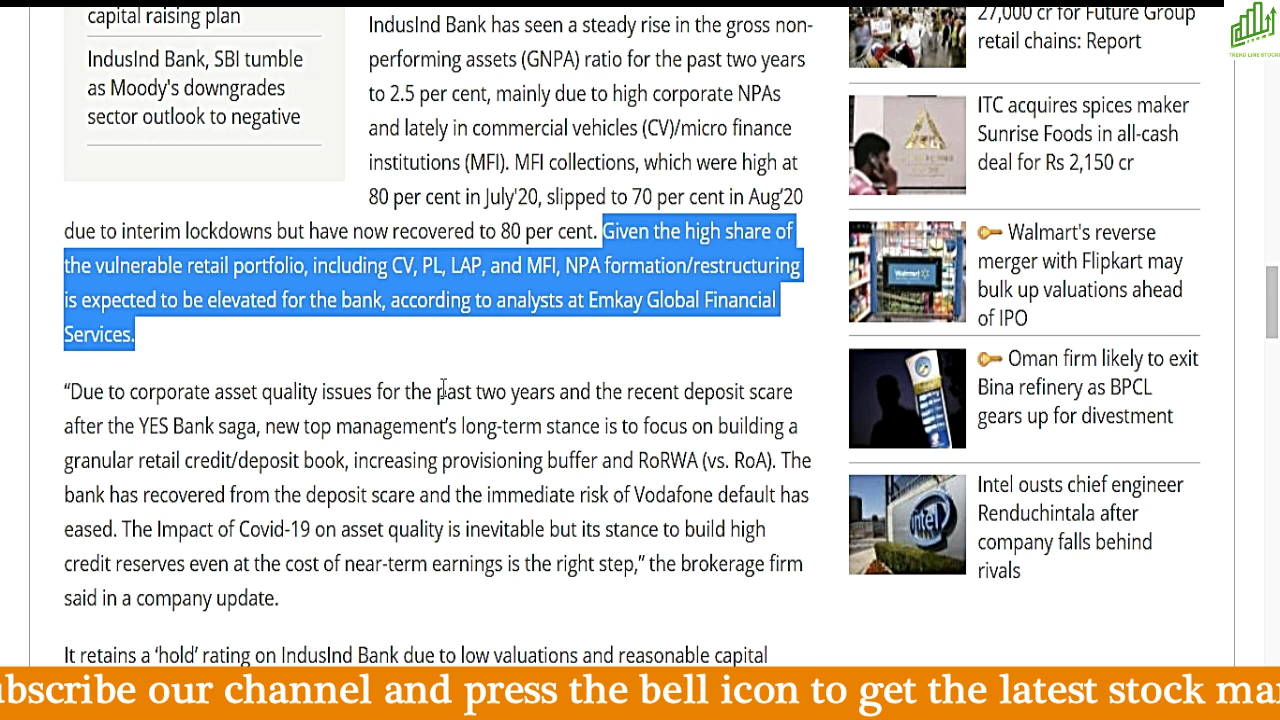 capital raising plan
IndusInd Bank, SBI tumble
as Moody's downgrades
sector outlook to negative
IndusInd Bank has seen a steady rise in the gross non-
performing assets (GNPA) ratio for the past two years
to 2.5 per cent, mainly due to high corporate NPAs
and lately in commercial vehicles (CV)/micro finance
institutions (MFI). MFI collections, which were high at
80 per cent in July'20, slipped to 70 per cent in Aug'20
due to interim lockdowns but have now recovered to 80 per cent. Given the high share of
the vulnerable retail portfolio, including CV, PL, LAP, and MFI, NPA formation/restructuring
is expected to be elevated for the bank, according to analysts at Emkay Global Financial
Services.
“Due to corporate asset quality issues for the past two years and the recent deposit scare
after the YES Bank saga, new top management’s long-term stance is to focus on building a
granular retail credit/deposit book, increasing provisioning buffer and RoRWA (vs. RoA). The
bank has recovered from the deposit scare and the immediate risk of Vodafone default has
eased. The Impact of Covid-19 on asset quality is inevitable but its stance to build high
credit reserves even at the cost of near-term earnings is the right step,” the brokerage firm
said in a company update.
It retains a ‘hold’ rating on IndusInd Bank due to low valuations and reasonable capital
27,000 cr for Future Group
retail chains: Report
ITC acquires spices maker
Sunrise Foods in all-cash
deal for Rs 2,150 cr
Walmart's reverse
merger with Flipkart may
bulk up valuations ahead
of IPO
Walmart
Oman firm likely to exit
Bina refinery as BPCL
gears up for divestment
Intel ousts chief engineer
Renduchintala after
company falls behind
rivals
intel
TREND LINE STOCKS
ubscribe our channel and press the bell icon to get the latest stock mar